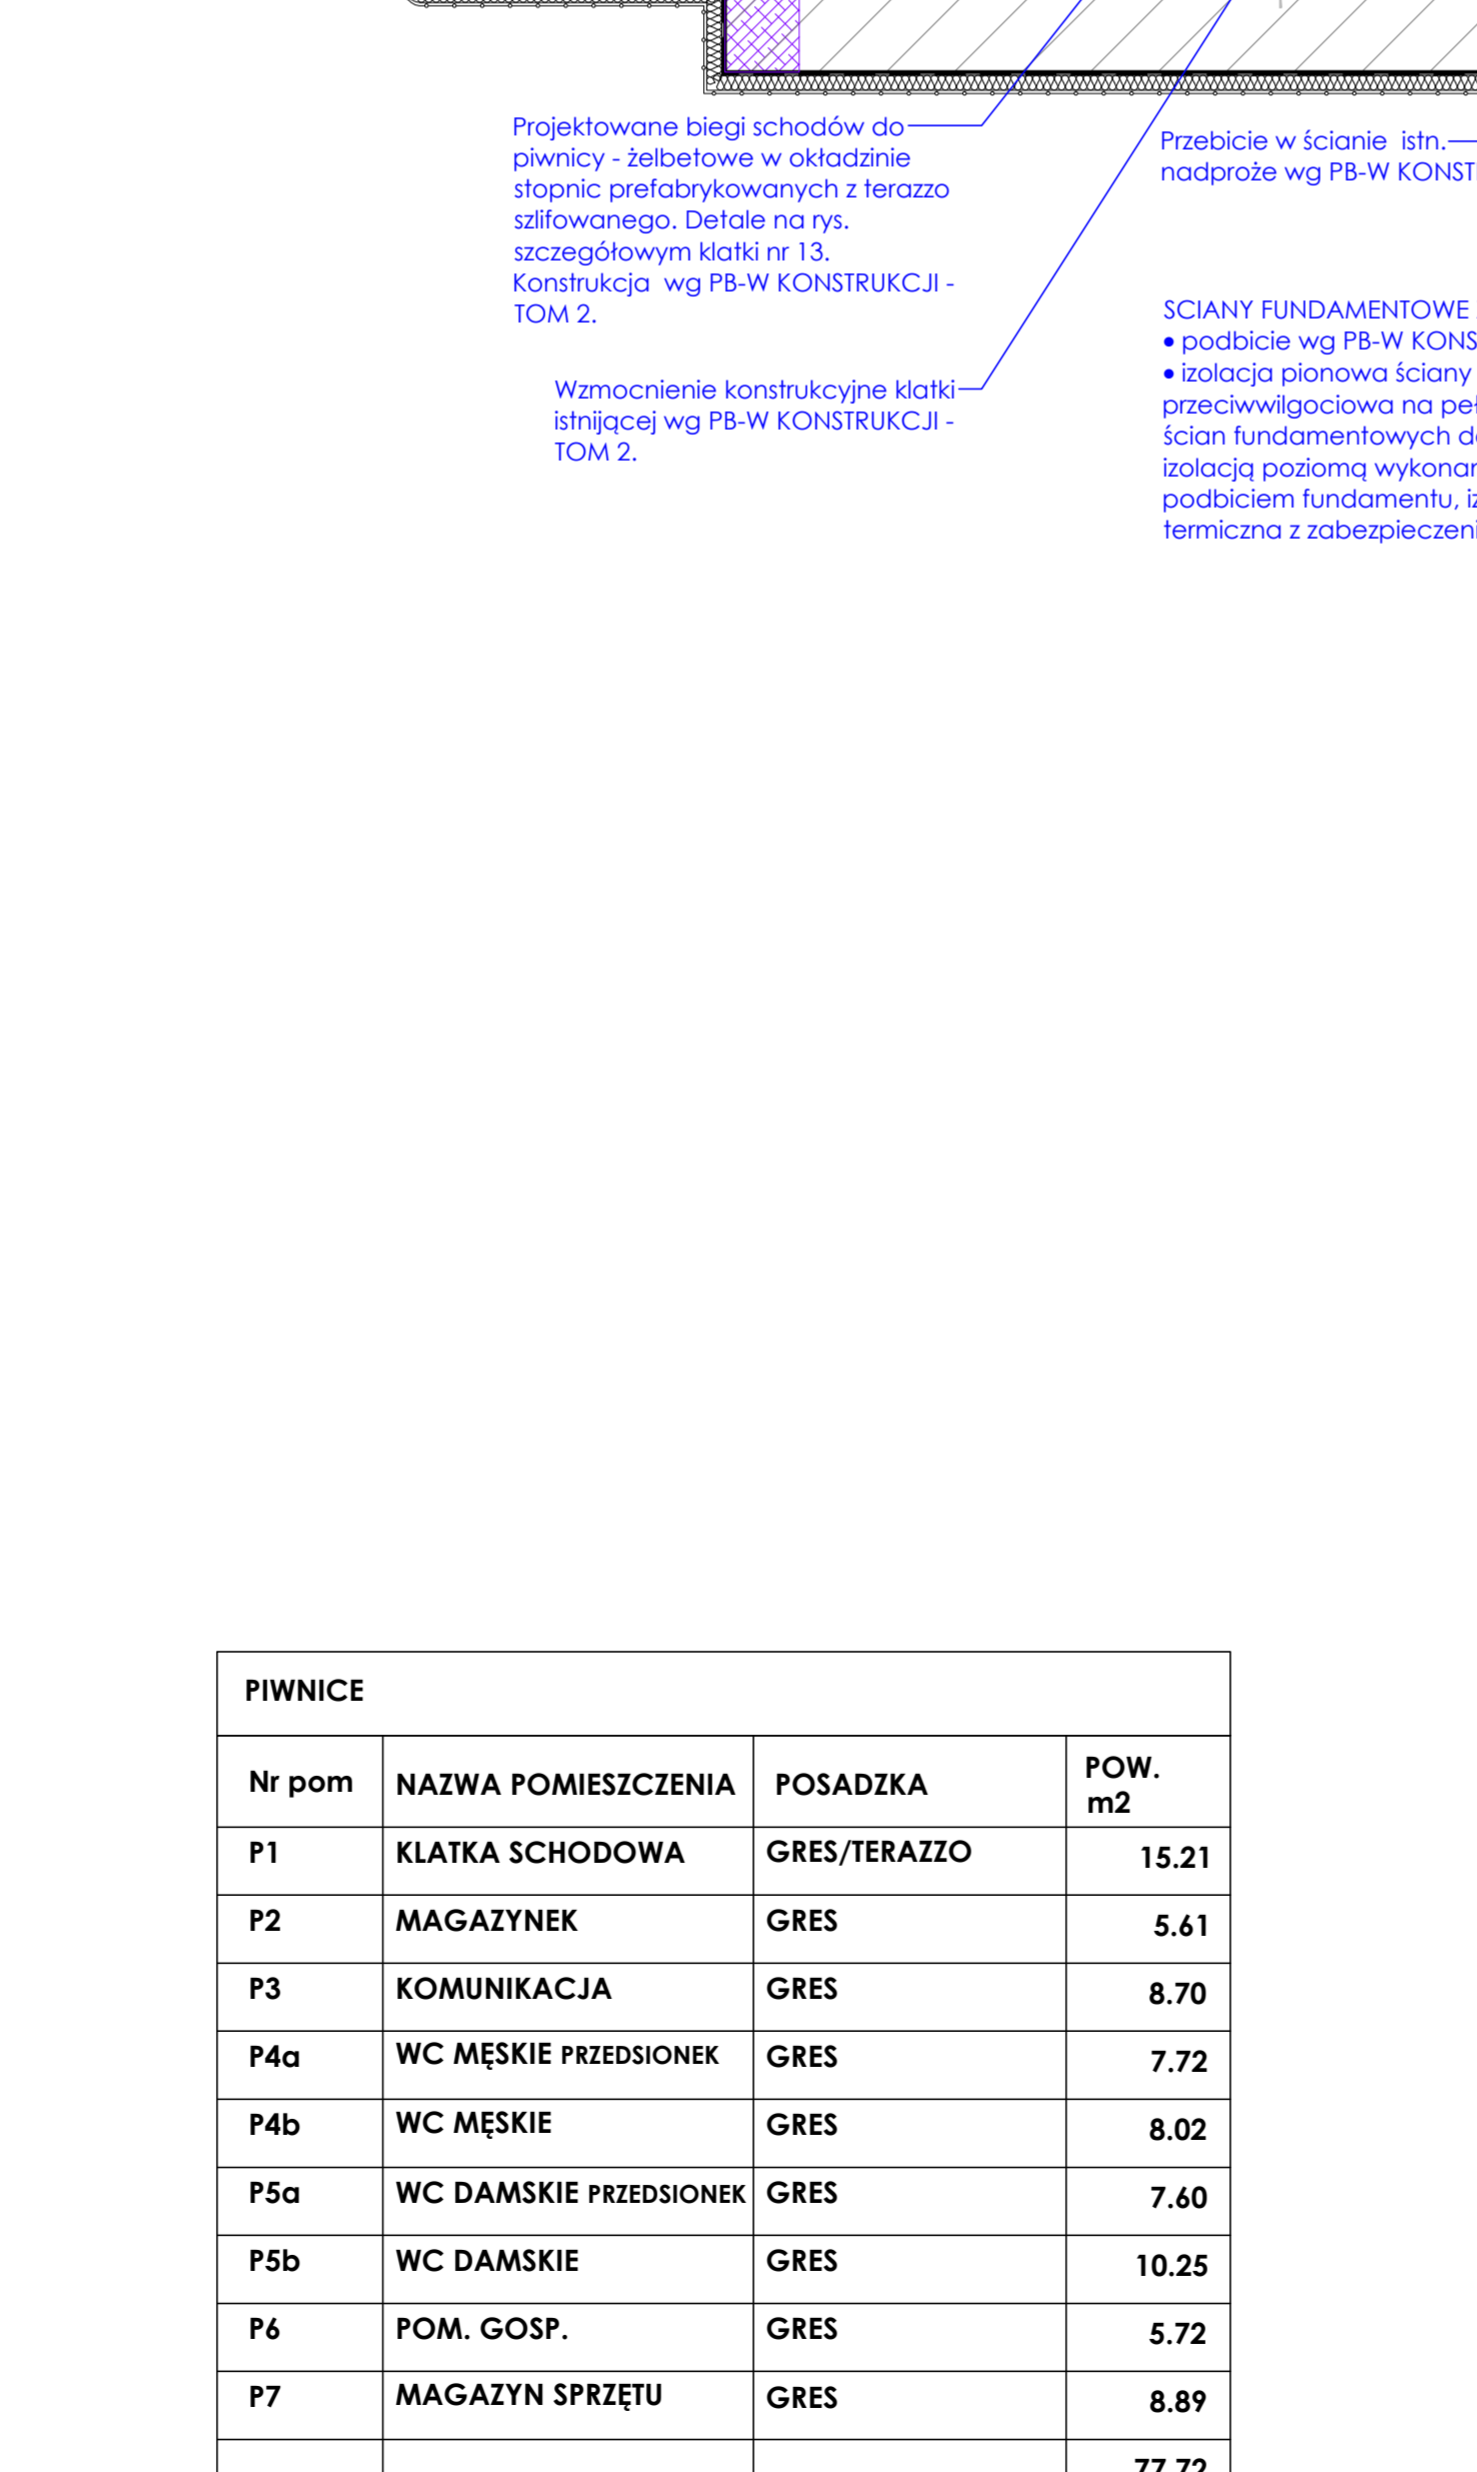 Projektowane biegi schodów do
piwnicy - żelbetowe w okładzinie
stopnic prefabrykowanych z terazzo
szlifowanego. Detale na rys.
szczegółowym klatki nr 13.
Konstrukcja wg PB-W KONSTRUKCJI -
TOM 2.
Wzmocnienie konstrukcyjne klatki
istnijącej wg PB-W KONSTRUKCJI -
TOM 2.
Przebicie w ścianie istn.
nadproże wg PB-W
SCIANY FUNDAMENTOWE
• podbicie wg PB-W
• izolacja pionowa ściany
przeciwwilgociowa na
ścian fundamentowych
izolacją poziomą
podbiciem fundamentu,
termiczna z
PIWNICE
Nr pom NAZWA POMIESZCZENIA POSADZKA POW. m2
P1 KLATKA SCHODOWA GRES/TERAZZO 15.21
P2 MAGAZYNEK GRES 5.61
P3 KOMUNIKACJA GRES 8.70
P4a WC MĘSKIE PRZEDSIONEK GRES 7.72
P4b WC MĘSKIE GRES 8.02
P5a WC DAMSKIE PRZEDSIONEK GRES 7.60
P5b WC DAMSKIE GRES 10.25
P6 POM. GOSP. GRES 5.72
P7 MAGAZYN SPRZĘTU GRES 8.89
77.72